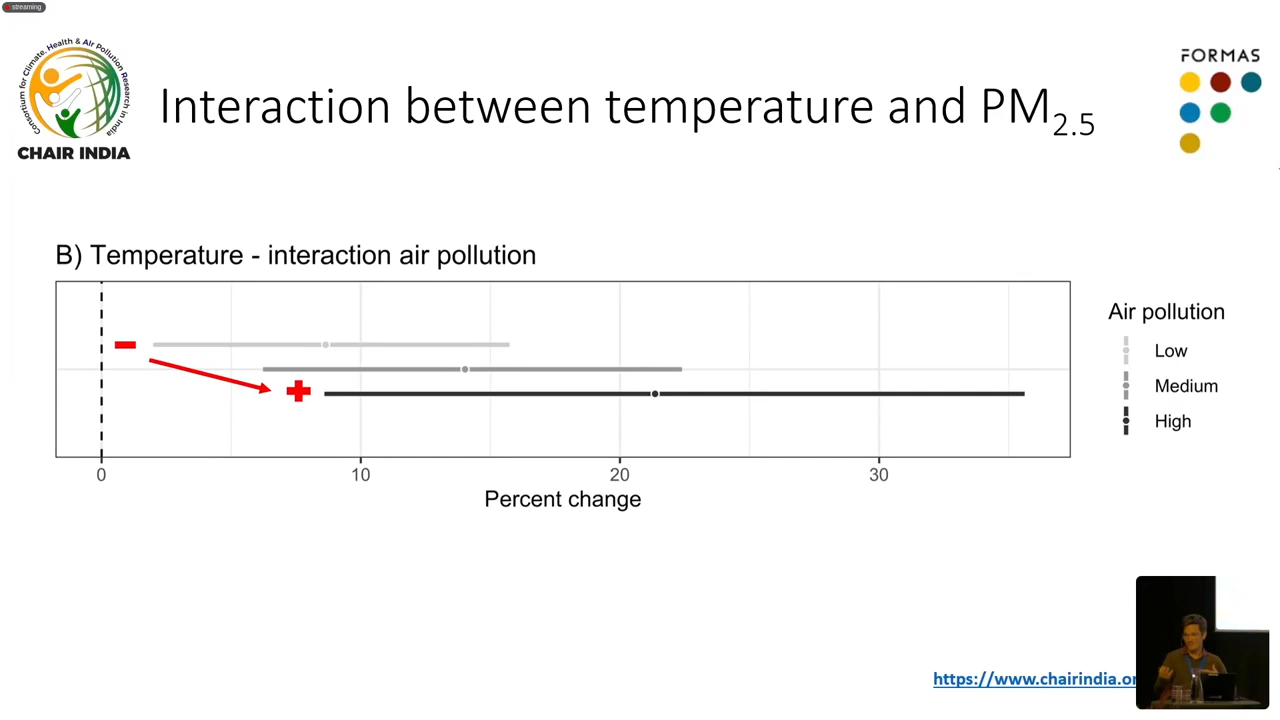 streaming
Consortium for Climate, Health & Air Pollution Research in India
CHAIR INDIA
Interaction between temperature and PM2.5
FORMAS
B) Temperature - interaction air pollution
0
10
20
30
Percent change
Air pollution
Low
Medium
High
https://www.chairindia.or